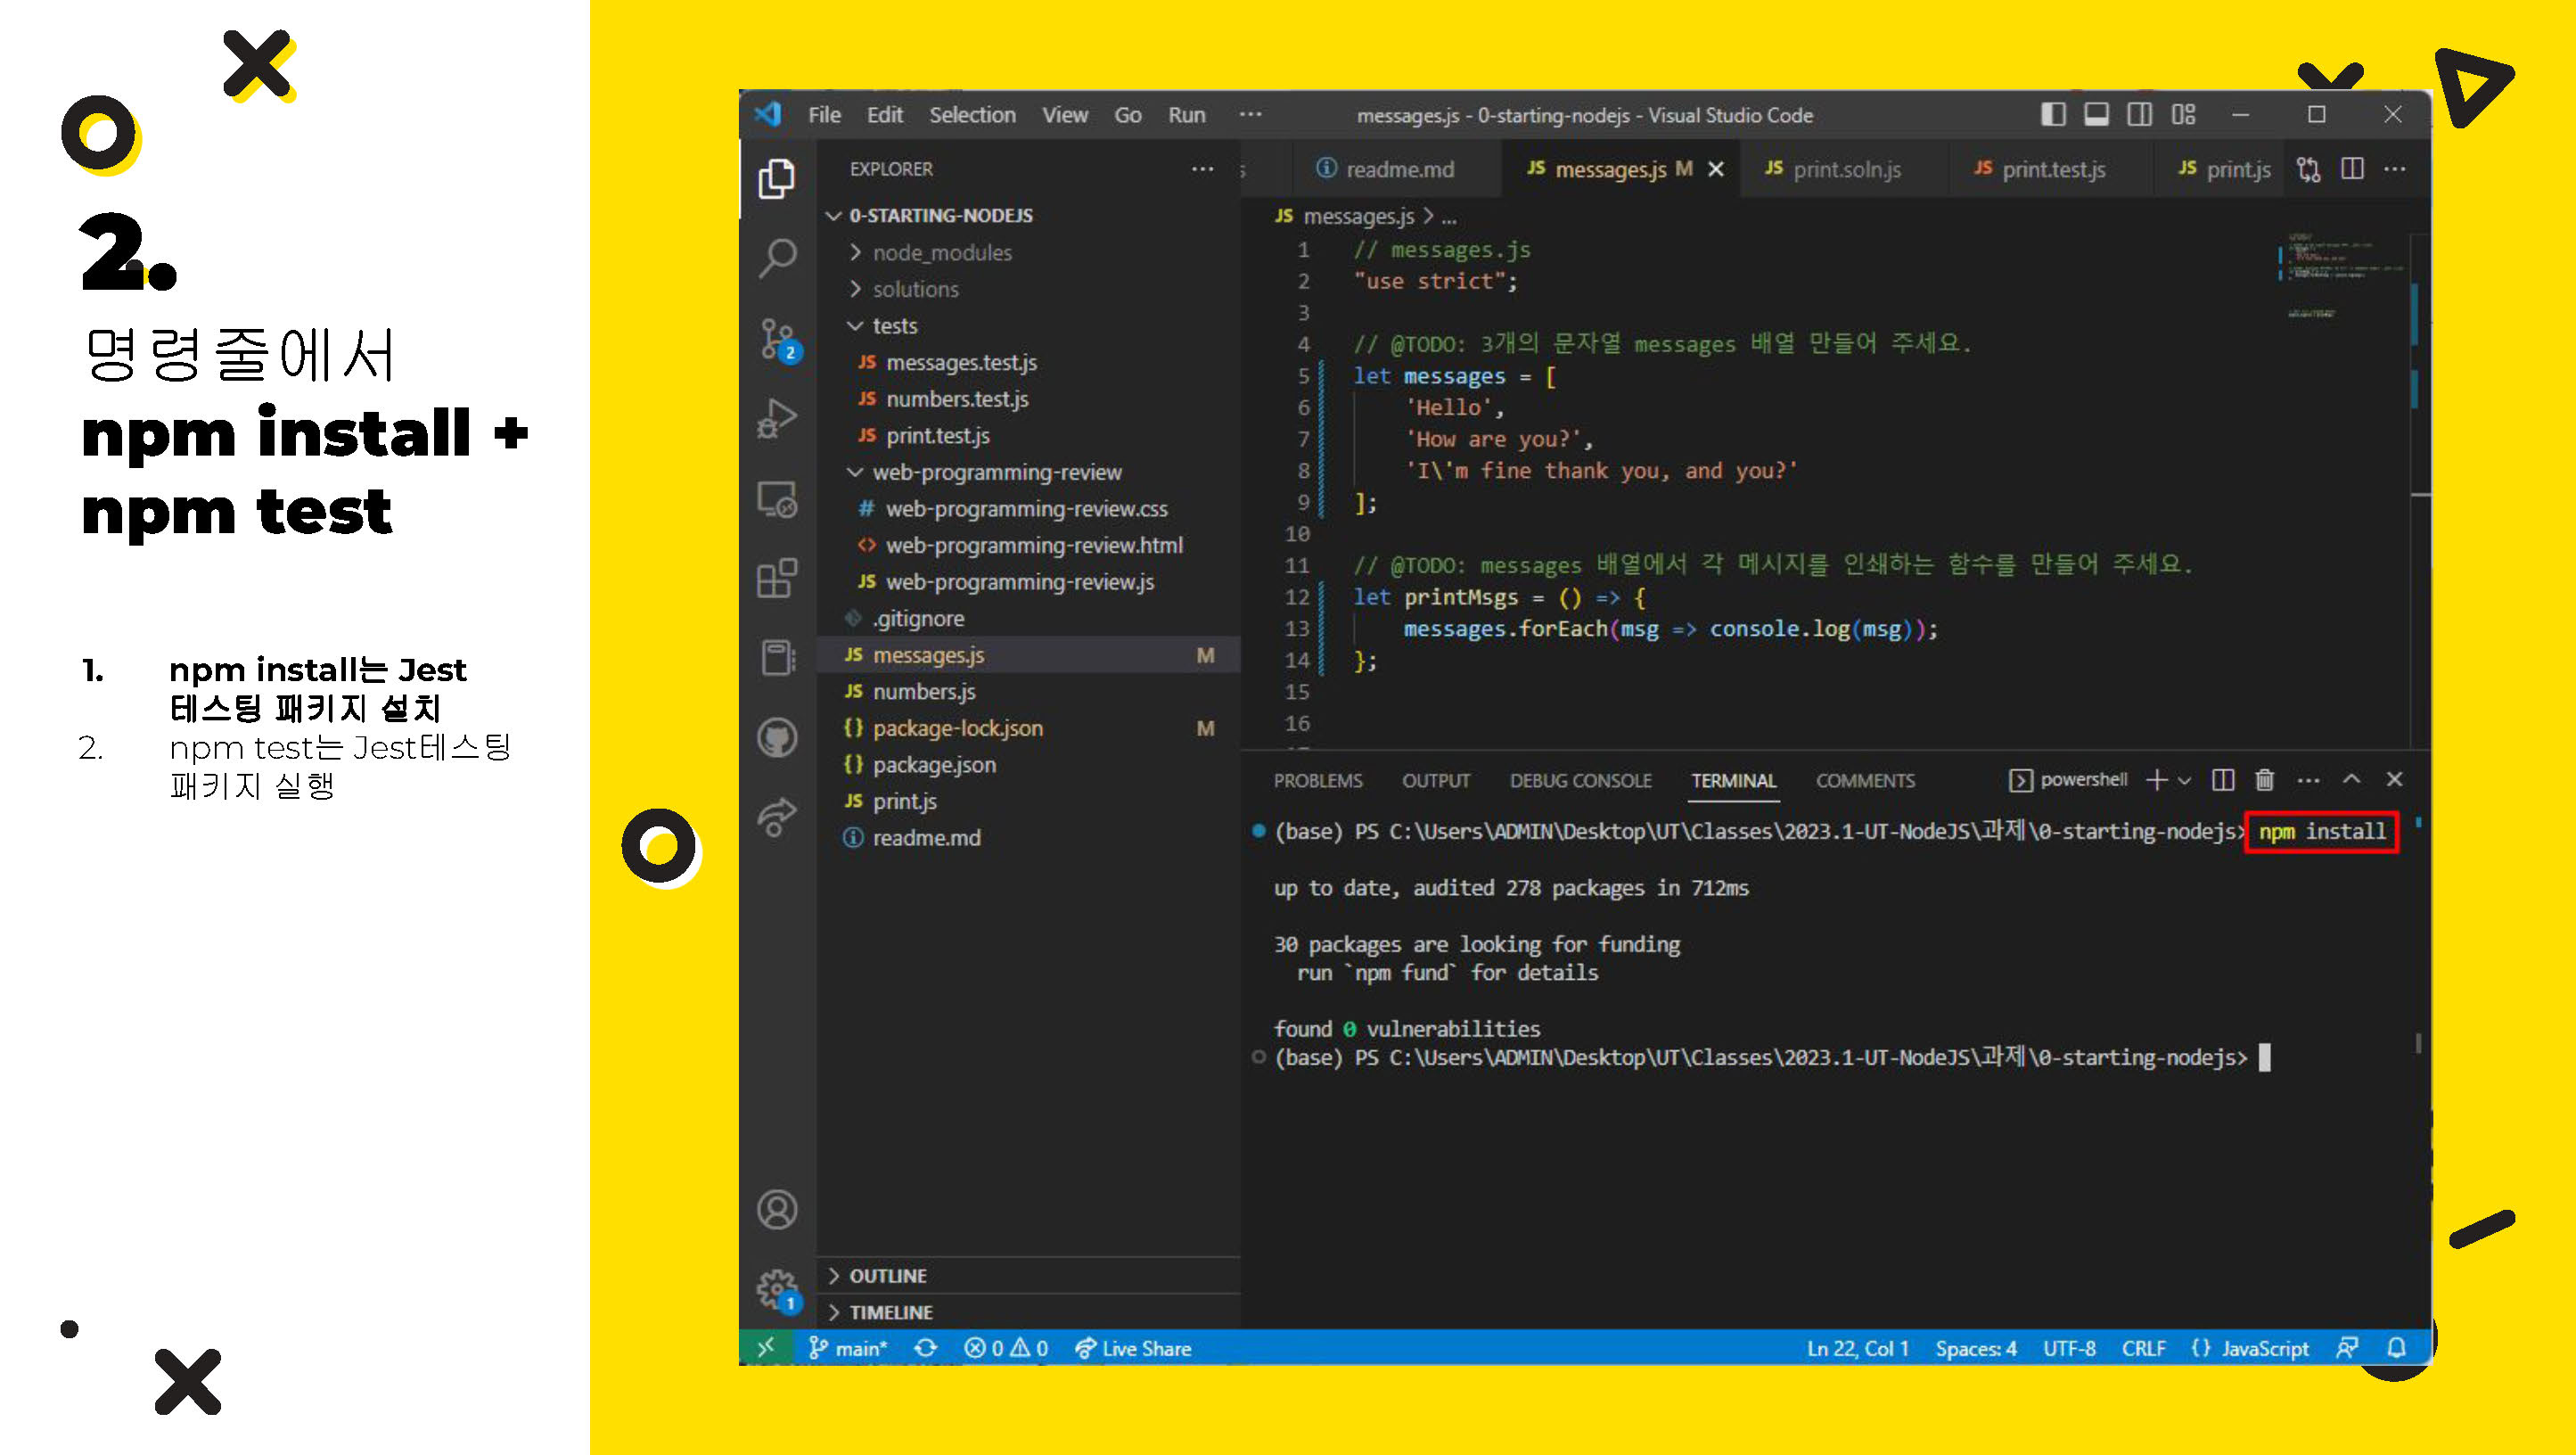 2.
명령줄에서
npm install +
npm test
1. npm install는 Jest
테스팅 패키지 설치
2. npm test는 Jest테스팅
패키지 실행
File Edit Selection View Go Run ··· messages.js - 0-starting-nodejs - Visual Studio Code
EXPLORER ···
0-STARTING-NODEJS
node_modules
solutions
tests
JS messages.test.js
JS numbers.test.js
JS print.test.js
web-programming-review
# web-programming-review.css
<> web-programming-review.html
JS web-programming-review.js
.gitignore
JS messages.js M
JS numbers.js
{} package-lock.json M
{} package.json
JS print.js
readme.md
OUTLINE
TIMELINE
2
1
readme.md JS messages.js M JS print.soln.js JS print.test.js JS print.js ···
JS messages.js > ...
1 // messages.js
2 "use strict";
3
4 // @TODO: 3개의 문자열 messages 배열 만들어 주세요.
5 let messages = [
6 'Hello',
7 'How are you?',
8 'I\'m fine thank you, and you?'
9 ];
10
11 // @TODO: messages 배열에서 각 메시지를 인쇄하는 함수를 만들어 주세요.
12 let printMsgs = () => {
13 messages.forEach(msg => console.log(msg));
14 };
15
16
PROBLEMS OUTPUT DEBUG CONSOLE TERMINAL COMMENTS powershell
(base) PS C:\Users\ADMIN\Desktop\UT\Classes\2023.1-UT-NodeJS\과제\0-starting-nodejs> npm install
up to date, audited 278 packages in 712ms
30 packages are looking for funding
run `npm fund` for details
found 0 vulnerabilities
(base) PS C:\Users\ADMIN\Desktop\UT\Classes\2023.1-UT-NodeJS\과제\0-starting-nodejs>
main* 0 0 Live Share Ln 22, Col 1 Spaces: 4 UTF-8 CRLF {} JavaScript